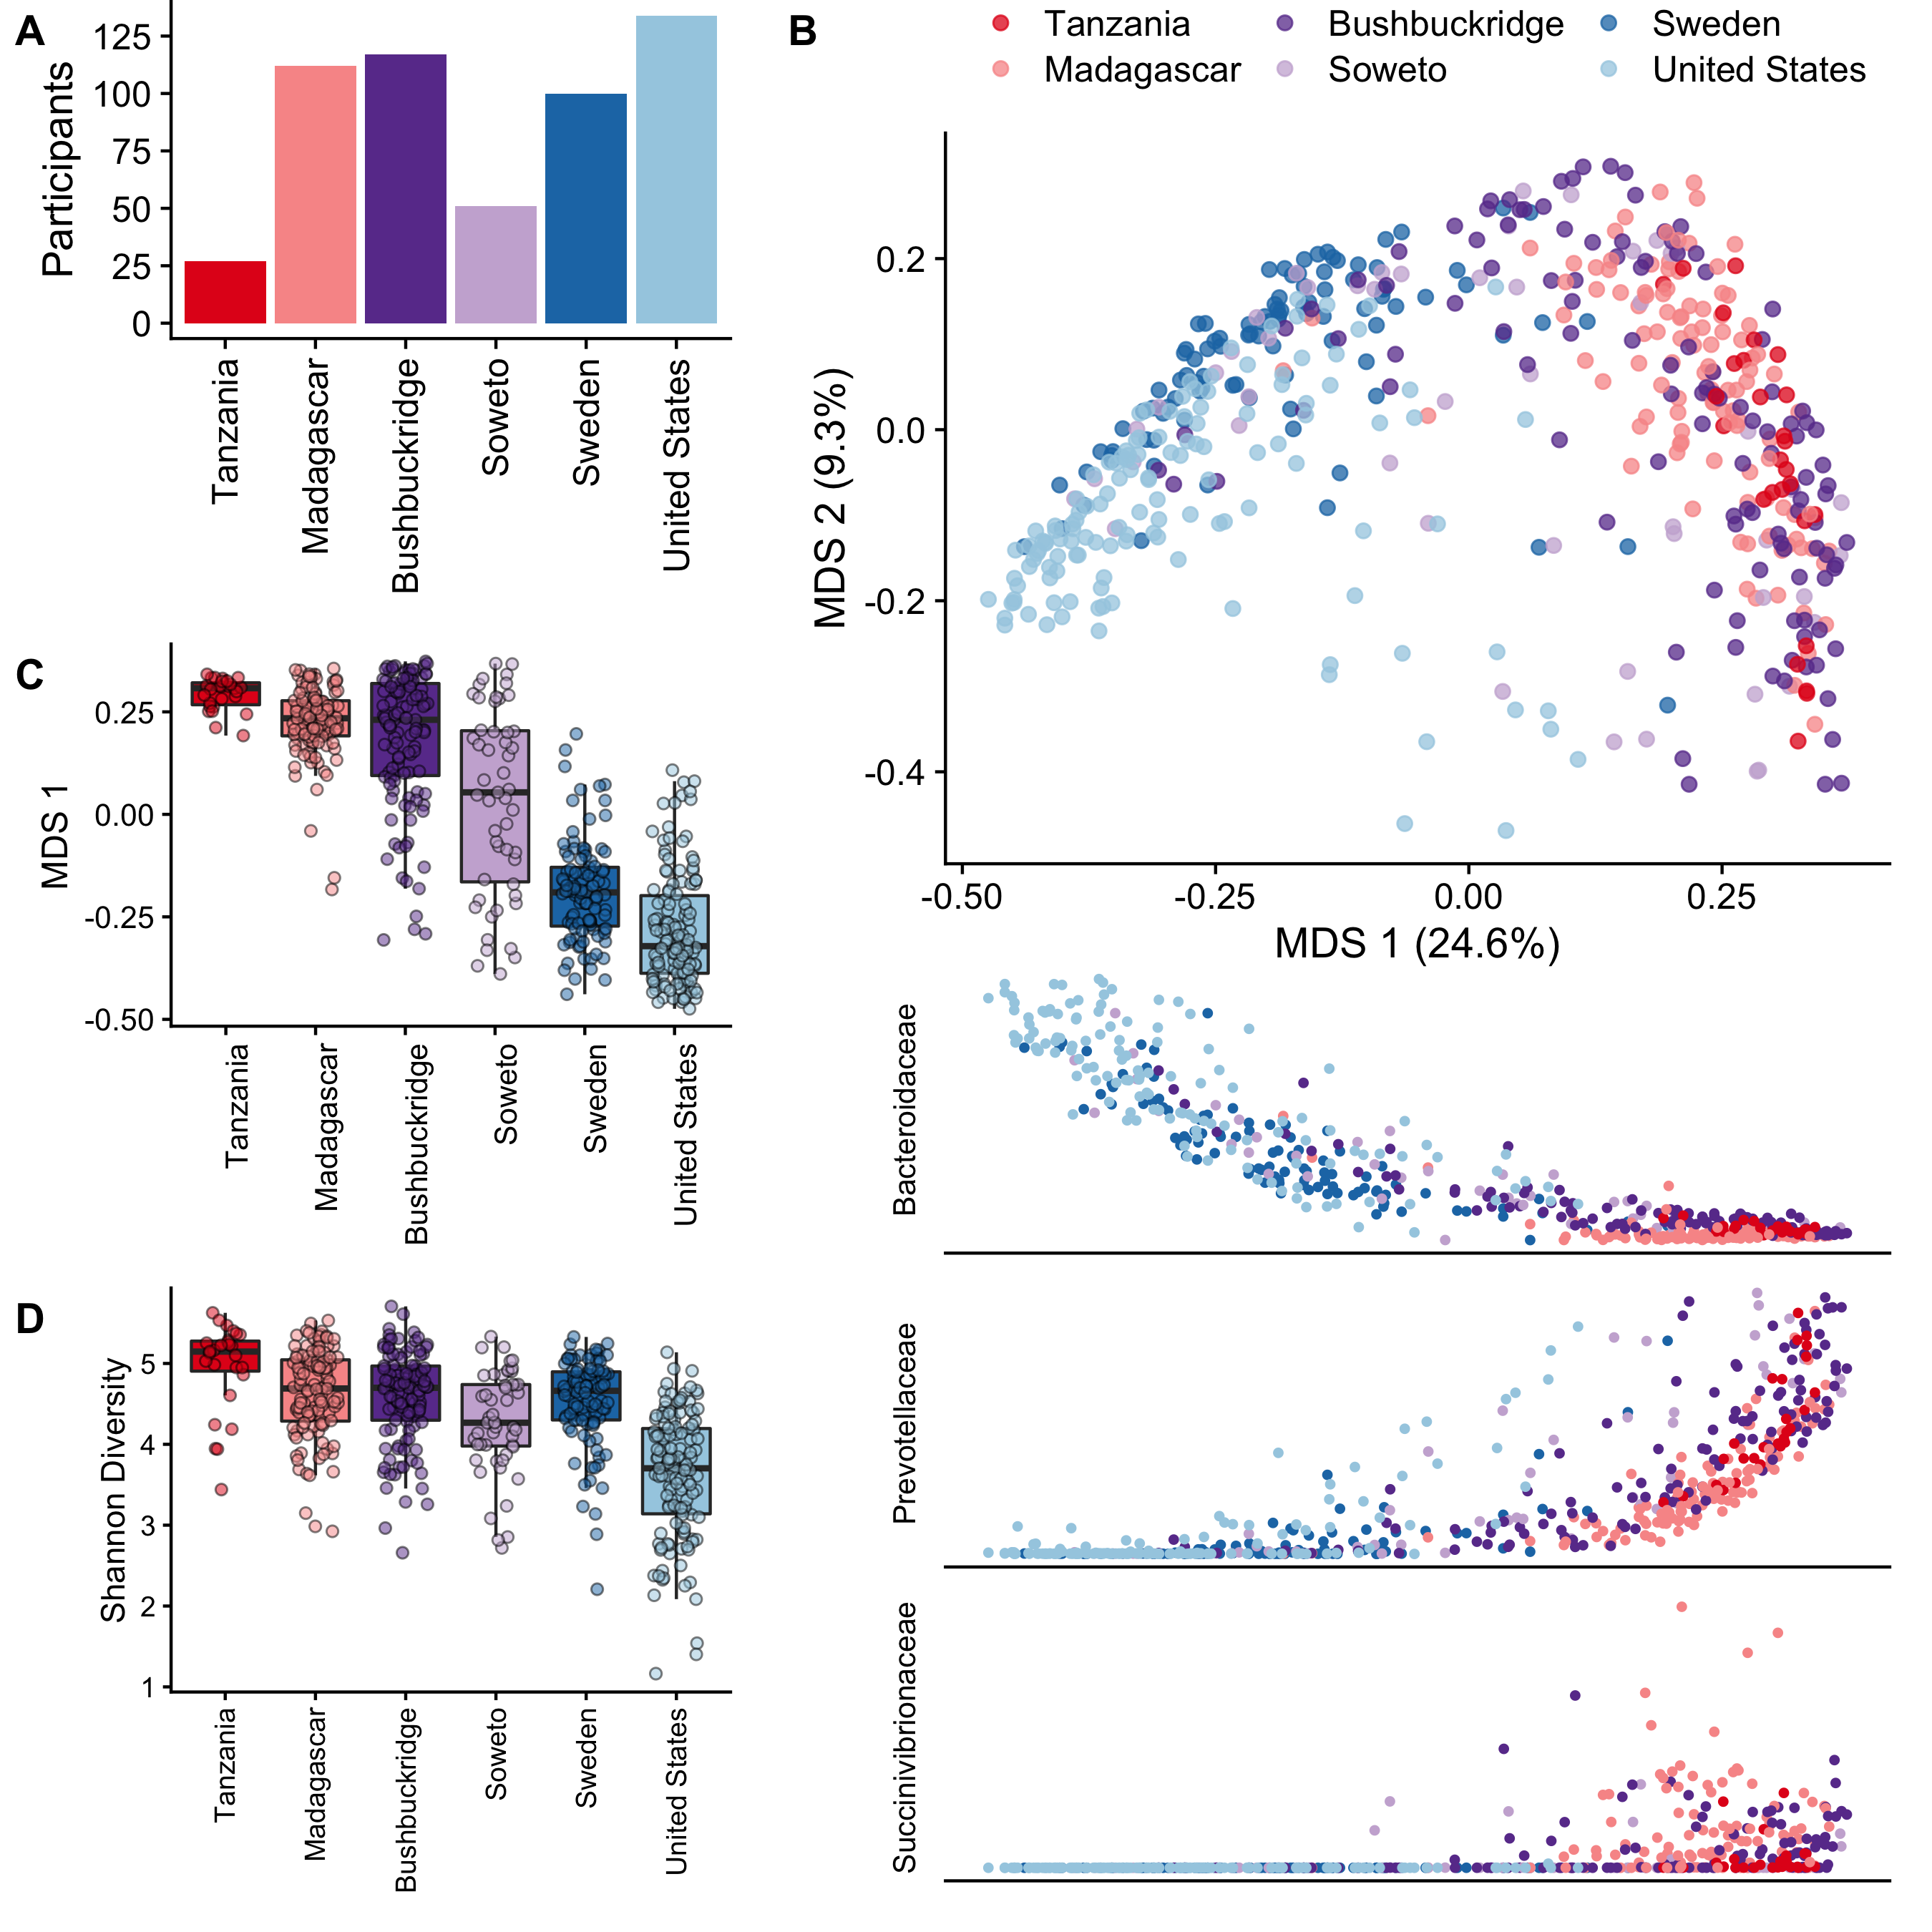 A
Participants
125
100
75
50
25
0
Tanzania
Madagascar
Bushbuckridge
Soweto
Sweden
United States
B
Tanzania
Bushbuckridge
Sweden
Madagascar
Soweto
United States
MDS 2 (9.3%)
0.2
0.0
-0.2
-0.4
-0.50
-0.25
0.00
0.25
MDS 1 (24.6%)
Bacteroidaceae
Prevotellaceae
Succinivibrionaceae
C
MDS 1
0.25
0.00
-0.25
-0.50
Tanzania
Madagascar
Bushbuckridge
Soweto
Sweden
United States
D
Shannon Diversity
5
4
3
2
1
Tanzania
Madagascar
Bushbuckridge
Soweto
Sweden
United States